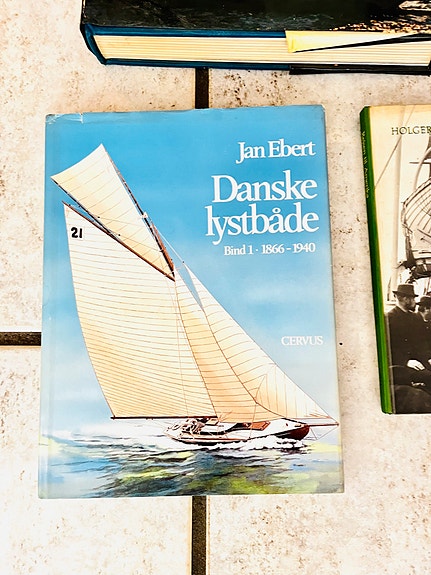 Jan Ebert
Danske
lystbåde
Bind 1 · 1866-1940
21
CERVUS
HOLGER